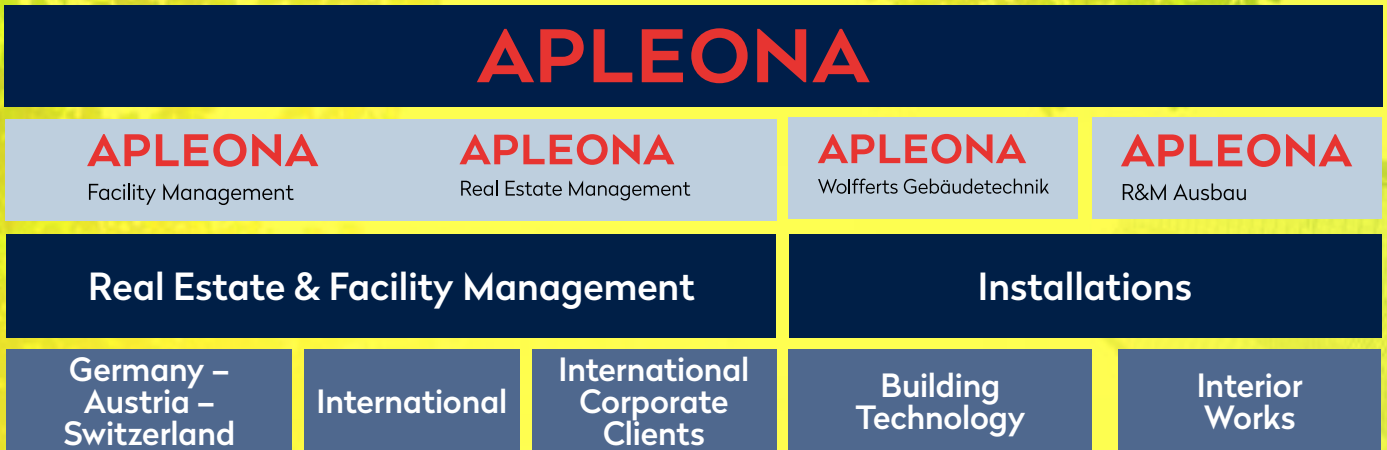 APLEONA
APLEONA
Facility Management
APLEONA
Real Estate Management
APLEONA
Wolfferts Gebäudetechnik
APLEONA
R&M Ausbau
Real Estate & Facility Management
Installations
Germany –
Austria –
Switzerland
International
International
Corporate
Clients
Building
Technology
Interior
Works